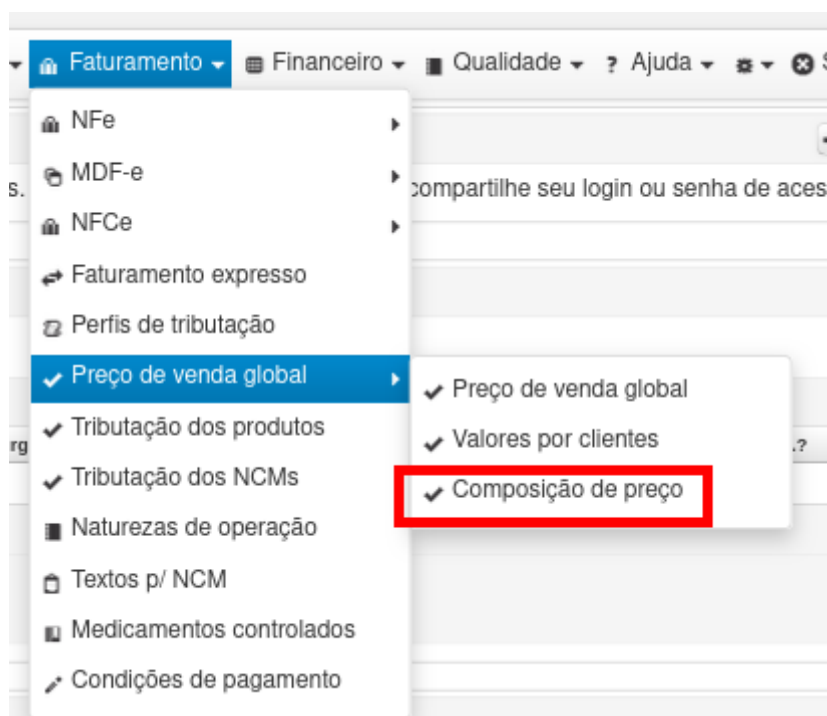 Faturamento Financeiro Qualidade ? Ajuda S
NFe
MDF-e
s. compartilhe seu login ou senha de aces
NFCe
Faturamento expresso
Perfis de tributação
Preço de venda global
Preço de venda global
Tributação dos produtos
Valores por clientes
rg .?
Tributação dos NCMs
Composição de preço
Naturezas de operação
Textos p/ NCM
Medicamentos controlados
Condições de pagamento